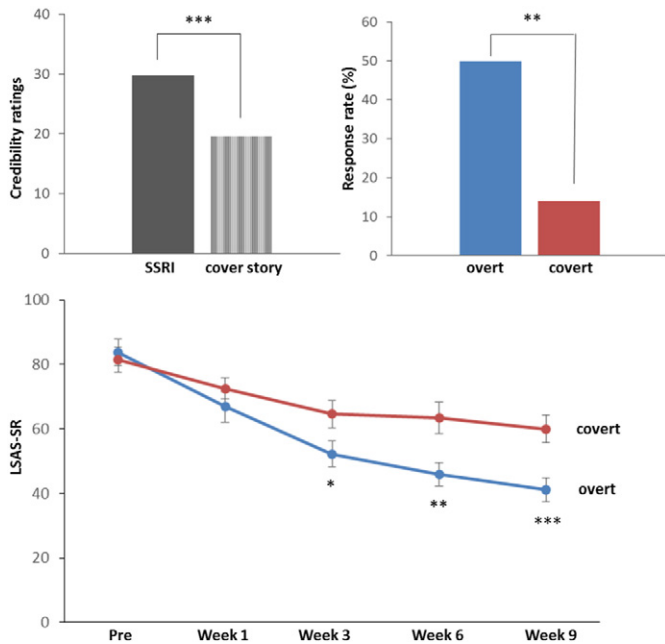 40
30
20
10
0
Credibility ratings
***
SSRI
cover story
60
50
40
30
20
10
0
Response rate (%)
**
overt
covert
100
80
60
40
20
0
LSAS-SR
covert
overt
*
**
***
Pre
Week 1
Week 3
Week 6
Week 9